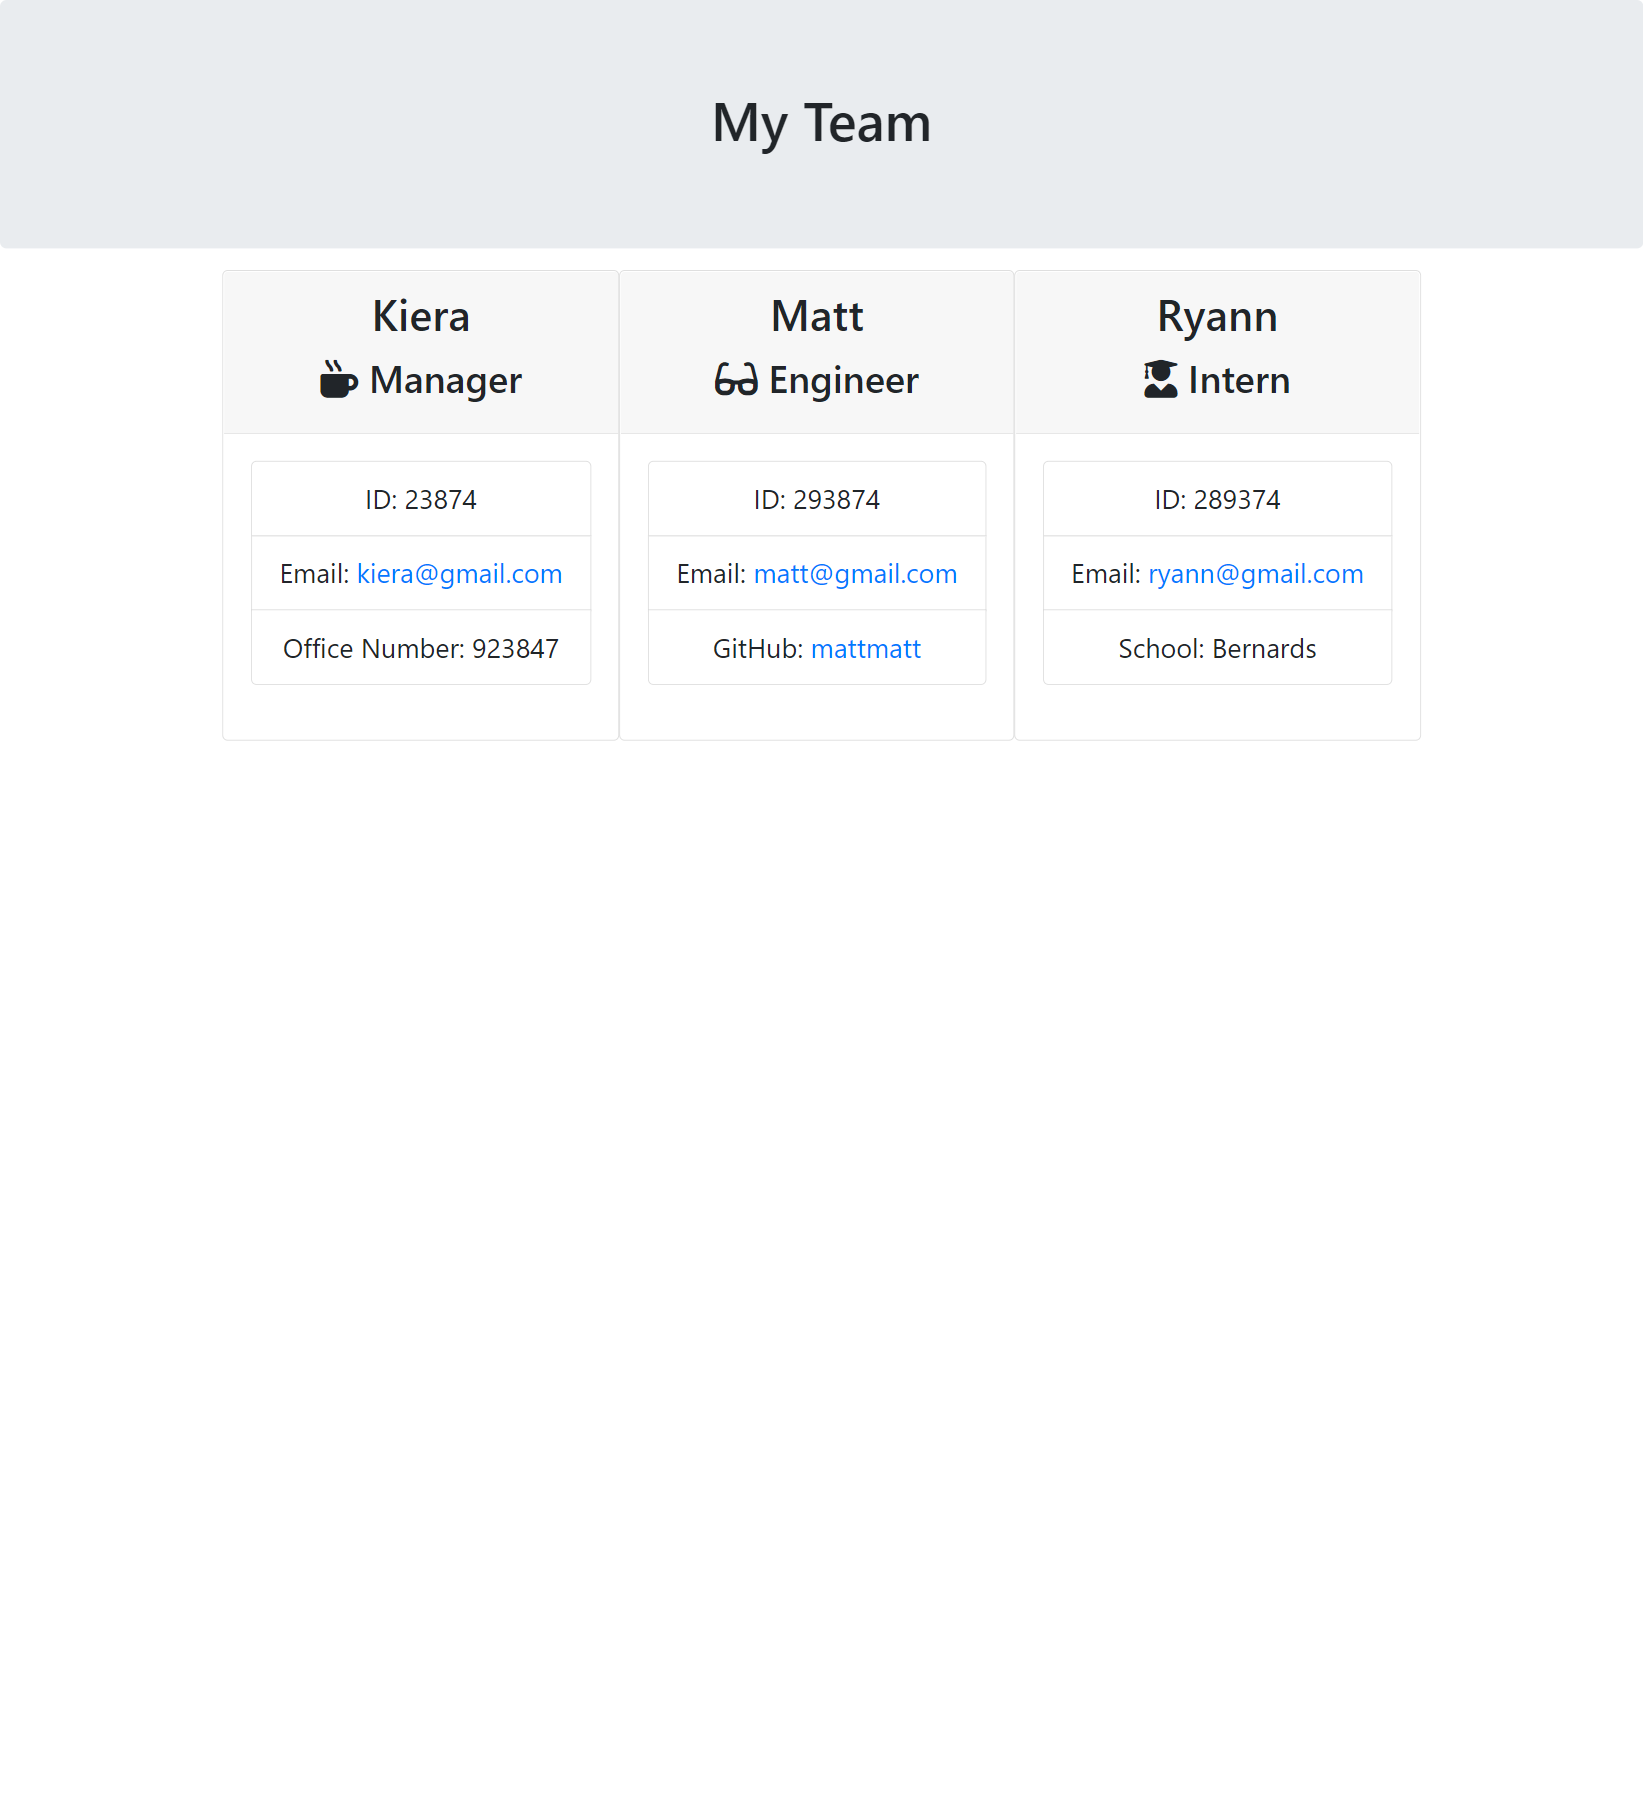 My Team
Kiera
Manager
ID: 23874
Email: kiera@gmail.com
Office Number: 923847
Matt
Engineer
ID: 293874
Email: matt@gmail.com
GitHub: mattmatt
Ryann
Intern
ID: 289374
Email: ryann@gmail.com
School: Bernards